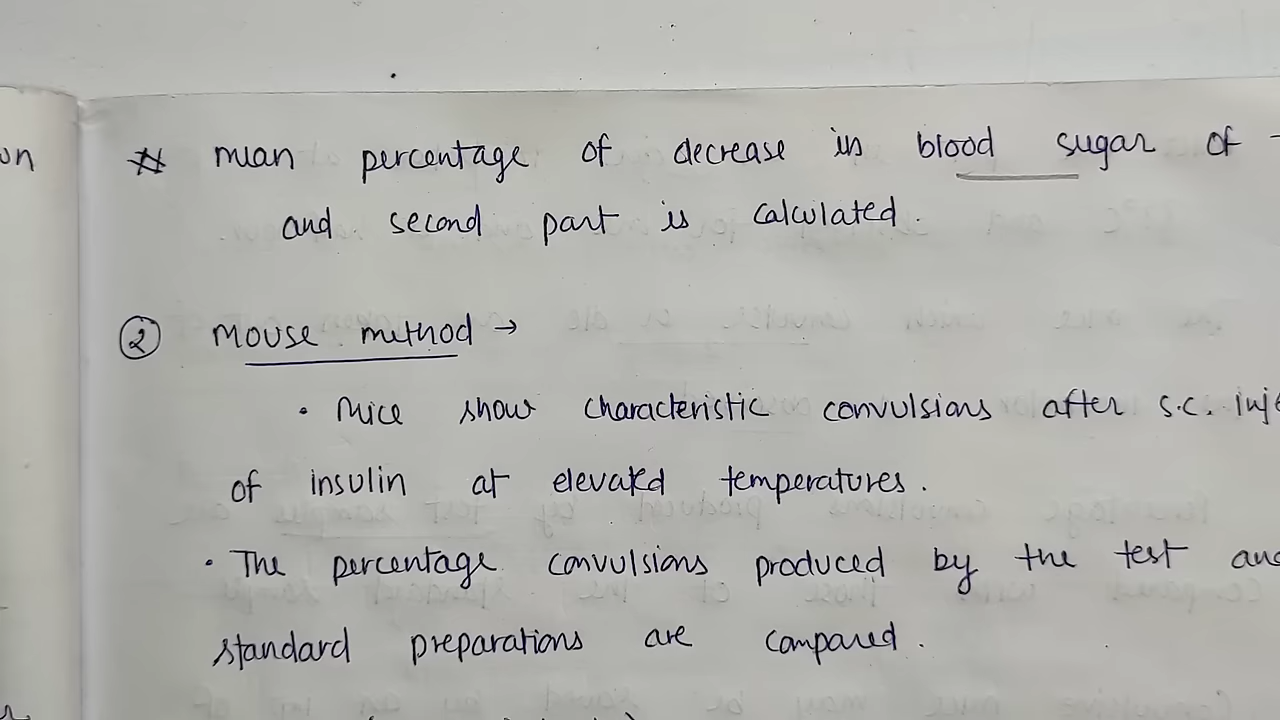 on
# mean percentage of decrease in blood sugar of
and second part is calculated.
② Mouse method →
• Mice show characteristic convulsions after s.c. inje
of insulin at elevated temperatures.
• The percentage convulsions produced by the test and
standard preparations are compared.